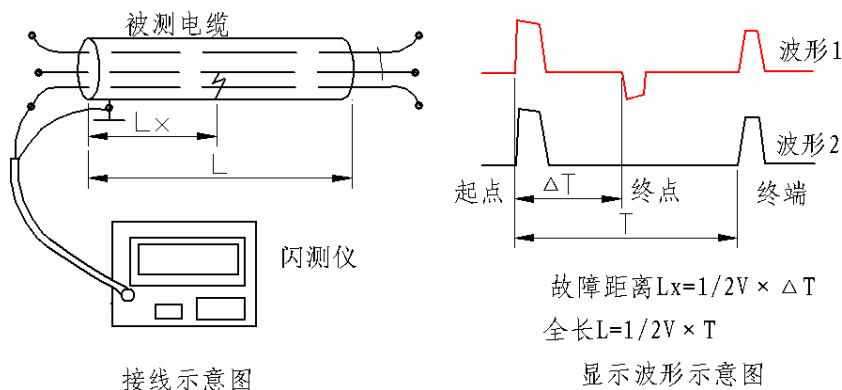 被测电缆
Lx
L
闪测仪
接线示意图
波形1
波形2
起点
△T
终点
终端
T
故障距离Lx=1/2V × △T
全长L=1/2V × T
显示波形示意图